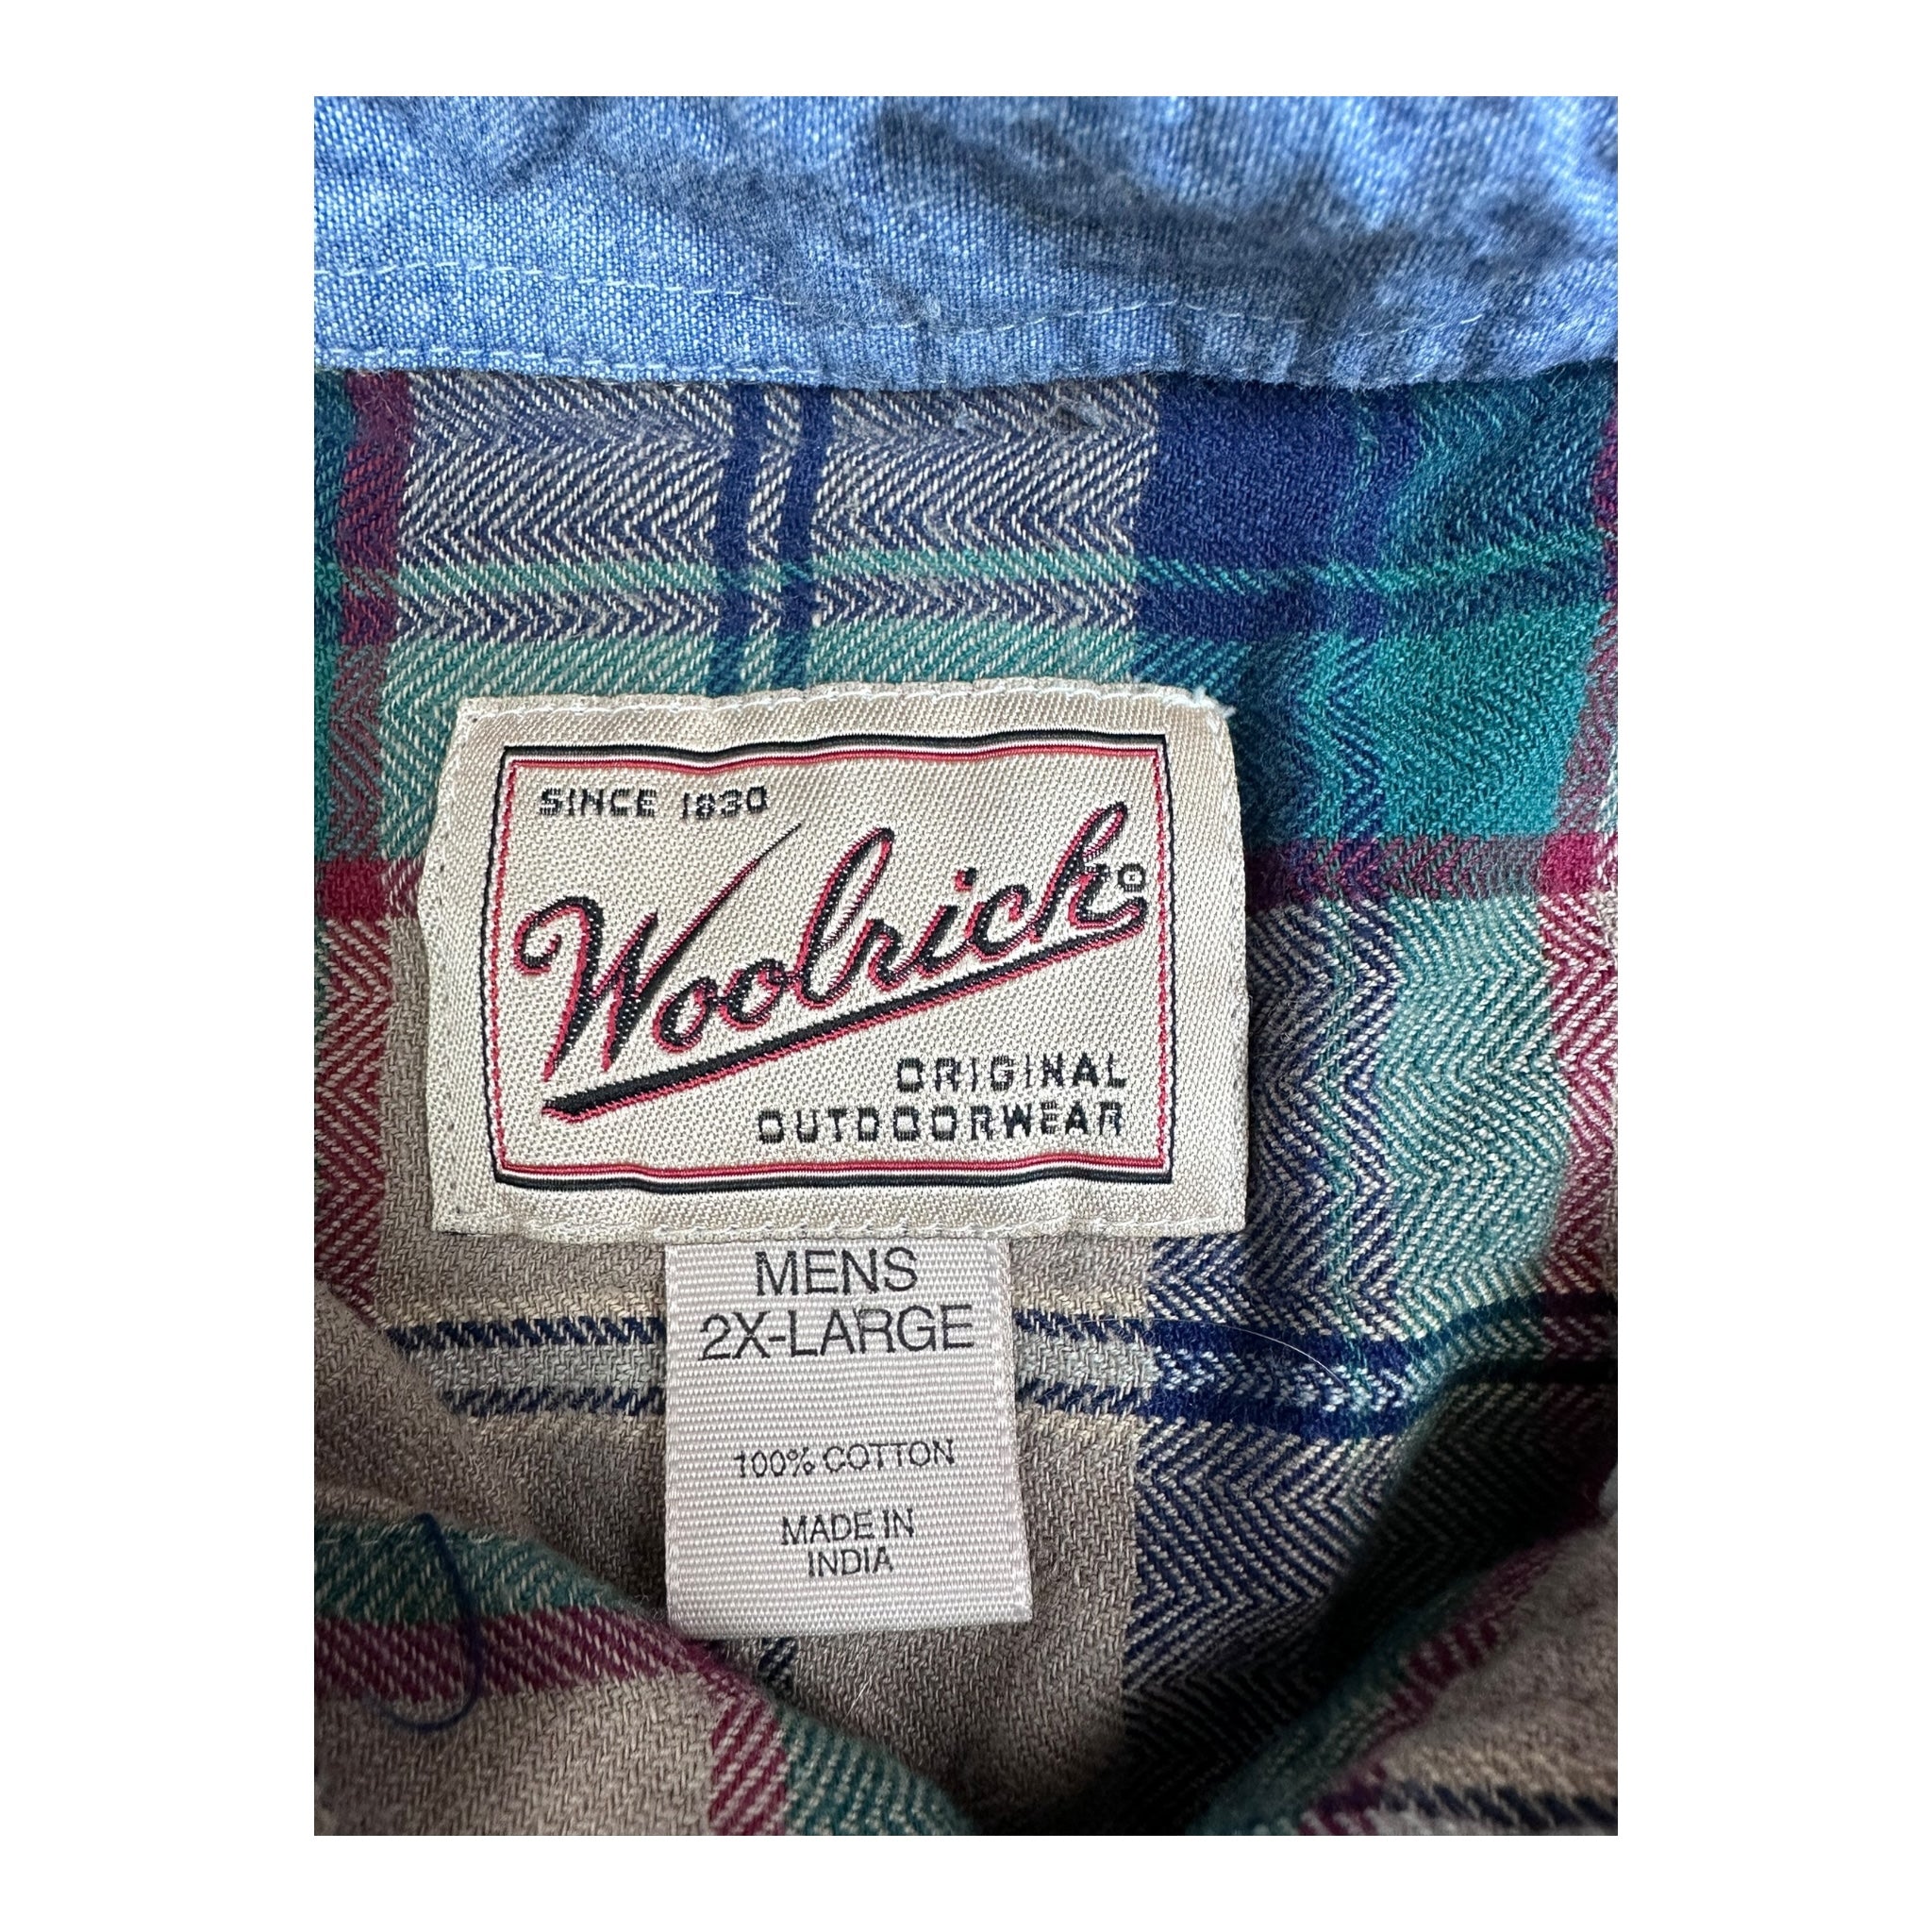 SINCE 1830
Woolrich®
ORIGINAL
OUTDOORWEAR
MENS
2X-LARGE
100% COTTON
MADE IN
INDIA